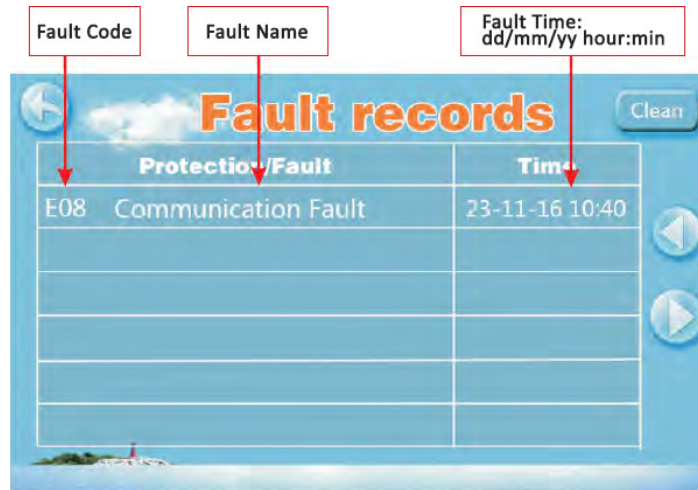 Fault Code
Fault Name
Fault Time:
dd/mm/yy hour:min
Fault records
Clean
Protection/Fault
Time
E08 Communication Fault 23-11-16 10:40